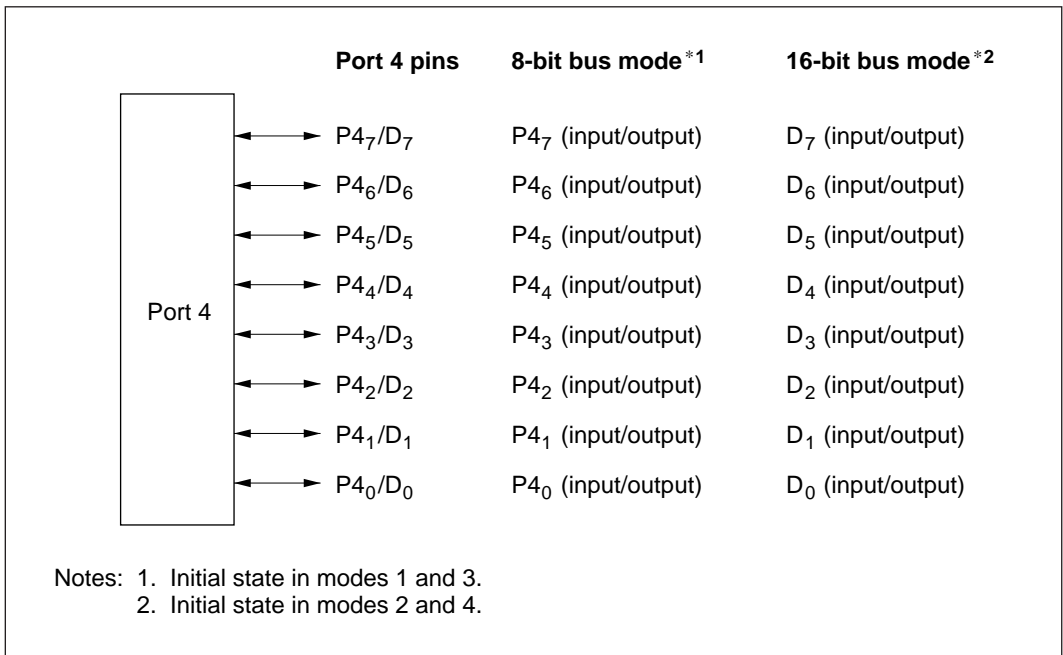 Port 4 pins 8-bit bus mode*1 16-bit bus mode*2
P4₇/D₇ P4₇ (input/output) D₇ (input/output)
P4₆/D₆ P4₆ (input/output) D₆ (input/output)
P4₅/D₅ P4₅ (input/output) D₅ (input/output)
P4₄/D₄ P4₄ (input/output) D₄ (input/output)
Port 4
P4₃/D₃ P4₃ (input/output) D₃ (input/output)
P4₂/D₂ P4₂ (input/output) D₂ (input/output)
P4₁/D₁ P4₁ (input/output) D₁ (input/output)
P4₀/D₀ P4₀ (input/output) D₀ (input/output)
Notes: 1. Initial state in modes 1 and 3.
2. Initial state in modes 2 and 4.